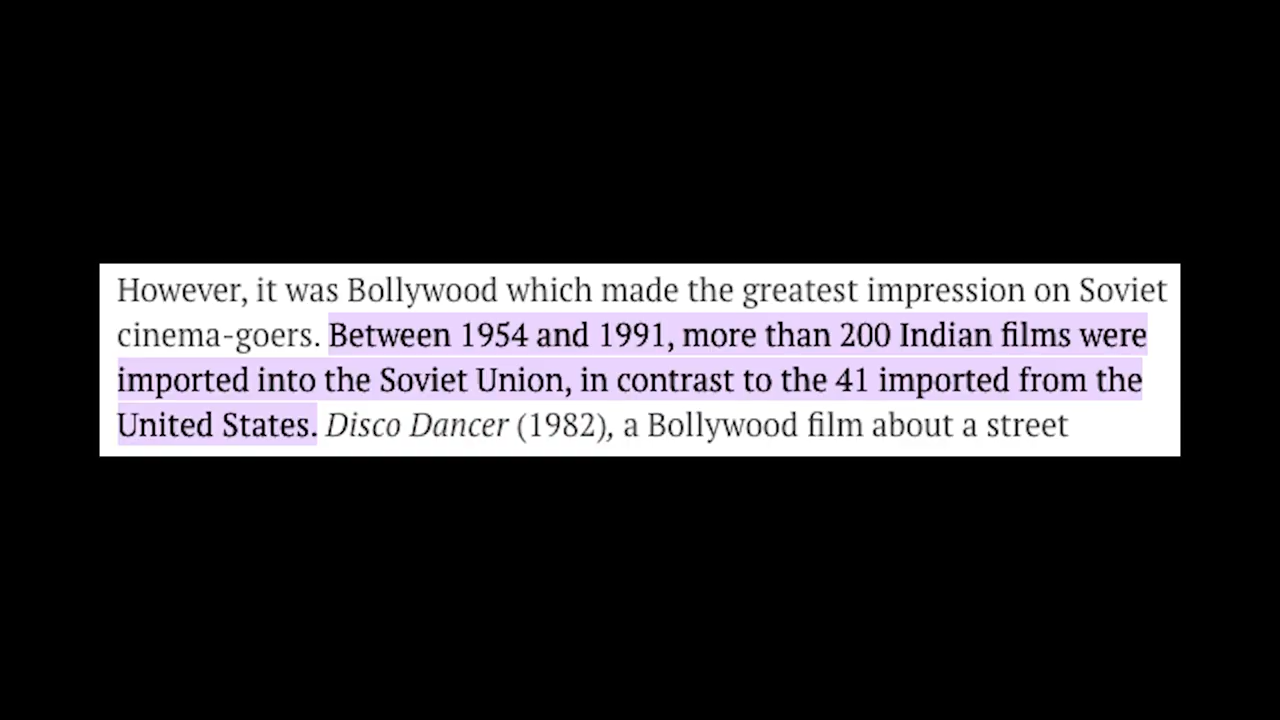 However, it was Bollywood which made the greatest impression on Soviet
cinema-goers. Between 1954 and 1991, more than 200 Indian films were
imported into the Soviet Union, in contrast to the 41 imported from the
United States. Disco Dancer (1982), a Bollywood film about a street